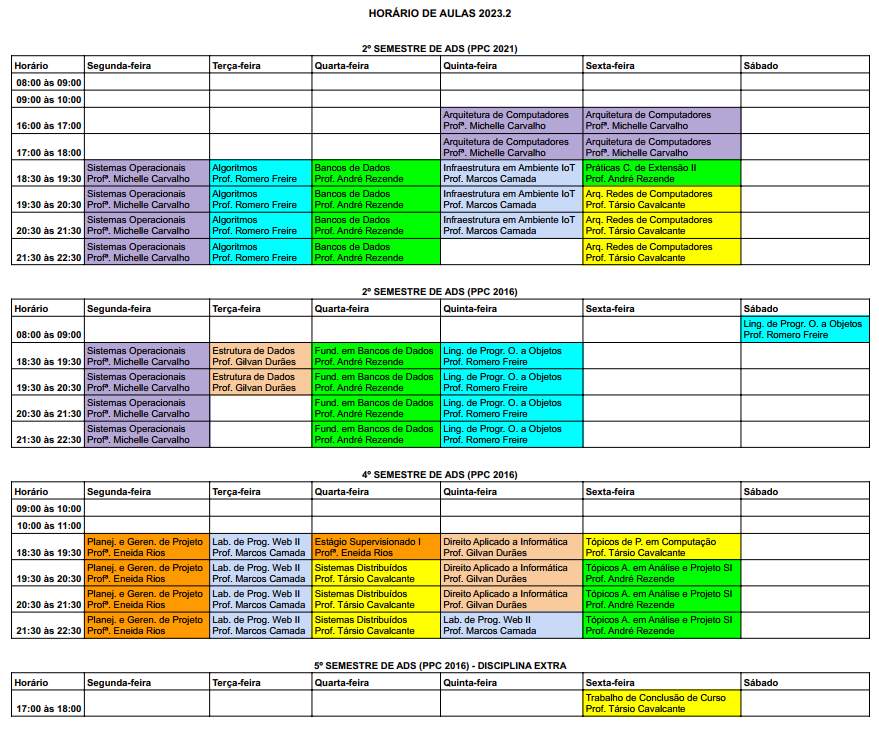 HORÁRIO DE AULAS 2023.2
2º SEMESTRE DE ADS (PPC 2021)
Horário Segunda-feira Terça-feira Quarta-feira Quinta-feira Sexta-feira Sábado
08:00 às 09:00
09:00 às 10:00
Arquitetura de Computadores Arquitetura de Computadores
16:00 às 17:00 Profª. Michelle Carvalho Profª. Michelle Carvalho
Arquitetura de Computadores Arquitetura de Computadores
17:00 às 18:00 Profª. Michelle Carvalho Profª. Michelle Carvalho
Sistemas Operacionais Algoritmos Bancos de Dados Infraestrutura em Ambiente IoT Práticas C. de Extensão II
18:30 às 19:30 Profª. Michelle Carvalho Prof. Romero Freire Prof. André Rezende Prof. Marcos Camada Prof. André Rezende
Sistemas Operacionais Algoritmos Bancos de Dados Infraestrutura em Ambiente IoT Arq. Redes de Computadores
19:30 às 20:30 Profª. Michelle Carvalho Prof. Romero Freire Prof. André Rezende Prof. Marcos Camada Prof. Társio Cavalcante
Sistemas Operacionais Algoritmos Bancos de Dados Infraestrutura em Ambiente IoT Arq. Redes de Computadores
20:30 às 21:30 Profª. Michelle Carvalho Prof. Romero Freire Prof. André Rezende Prof. Marcos Camada Prof. Társio Cavalcante
Sistemas Operacionais Algoritmos Bancos de Dados Arq. Redes de Computadores
21:30 às 22:30 Profª. Michelle Carvalho Prof. Romero Freire Prof. André Rezende Prof. Társio Cavalcante
2º SEMESTRE DE ADS (PPC 2016)
Horário Segunda-feira Terça-feira Quarta-feira Quinta-feira Sexta-feira Sábado
Ling. de Progr. O. a Objetos
08:00 às 09:00 Prof. Romero Freire
Sistemas Operacionais Estrutura de Dados Fund. em Bancos de Dados Ling. de Progr. O. a Objetos
18:30 às 19:30 Profª. Michelle Carvalho Prof. Gilvan Durães Prof. André Rezende Prof. Romero Freire
Sistemas Operacionais Estrutura de Dados Fund. em Bancos de Dados Ling. de Progr. O. a Objetos
19:30 às 20:30 Profª. Michelle Carvalho Prof. Gilvan Durães Prof. André Rezende Prof. Romero Freire
Sistemas Operacionais Fund. em Bancos de Dados Ling. de Progr. O. a Objetos
20:30 às 21:30 Profª. Michelle Carvalho Prof. André Rezende Prof. Romero Freire
Sistemas Operacionais Fund. em Bancos de Dados Ling. de Progr. O. a Objetos
21:30 às 22:30 Profª. Michelle Carvalho Prof. André Rezende Prof. Romero Freire
4º SEMESTRE DE ADS (PPC 2016)
Horário Segunda-feira Terça-feira Quarta-feira Quinta-feira Sexta-feira Sábado
09:00 às 10:00
10:00 às 11:00
Planej. e Geren. de Projeto Lab. de Prog. Web II Estágio Supervisionado I Direito Aplicado a Informática Tópicos de P. em Computação
18:30 às 19:30 Profª. Eneida Rios Prof. Marcos Camada Profª. Eneida Rios Prof. Gilvan Durães Prof. Társio Cavalcante
Planej. e Geren. de Projeto Lab. de Prog. Web II Sistemas Distribuídos Direito Aplicado a Informática Tópicos A. em Análise e Projeto SI
19:30 às 20:30 Profª. Eneida Rios Prof. Marcos Camada Prof. Társio Cavalcante Prof. Gilvan Durães Prof. André Rezende
Planej. e Geren. de Projeto Lab. de Prog. Web II Sistemas Distribuídos Direito Aplicado a Informática Tópicos A. em Análise e Projeto SI
20:30 às 21:30 Profª. Eneida Rios Prof. Marcos Camada Prof. Társio Cavalcante Prof. Gilvan Durães Prof. André Rezende
Planej. e Geren. de Projeto Lab. de Prog. Web II Sistemas Distribuídos Lab. de Prog. Web II Tópicos A. em Análise e Projeto SI
21:30 às 22:30 Profª. Eneida Rios Prof. Marcos Camada Prof. Társio Cavalcante Prof. Marcos Camada Prof. André Rezende
5º SEMESTRE DE ADS (PPC 2016) - DISCIPLINA EXTRA
Horário Segunda-feira Terça-feira Quarta-feira Quinta-feira Sexta-feira Sábado
Trabalho de Conclusão de Curso
17:00 às 18:00 Prof. Társio Cavalcante